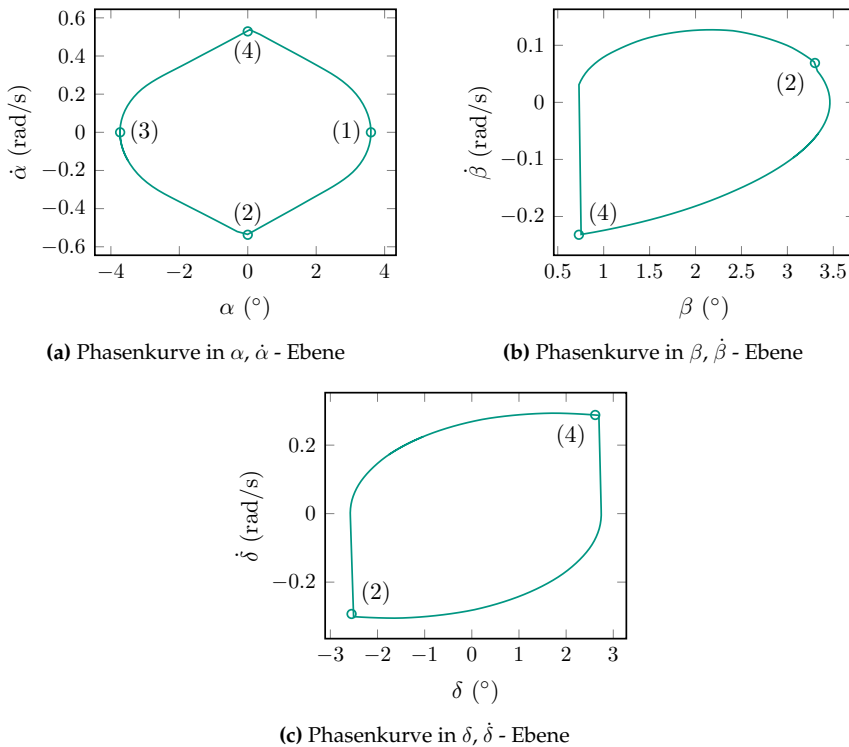 0.6
0.4
0.2
0
−0.2
−0.4
−0.6
α̇ (rad/s)
(4)
(3)
(1)
(2)
−4 −2 0 2 4
α (°)
(a) Phasenkurve in α, α̇ - Ebene
0.1
0
−0.1
−0.2
β̇ (rad/s)
(2)
(4)
0.5 1 1.5 2 2.5 3 3.5
β (°)
(b) Phasenkurve in β, β̇ - Ebene
0.2
0
−0.2
δ̇ (rad/s)
(4)
(2)
−3 −2 −1 0 1 2 3
δ (°)
(c) Phasenkurve in δ, δ̇ - Ebene